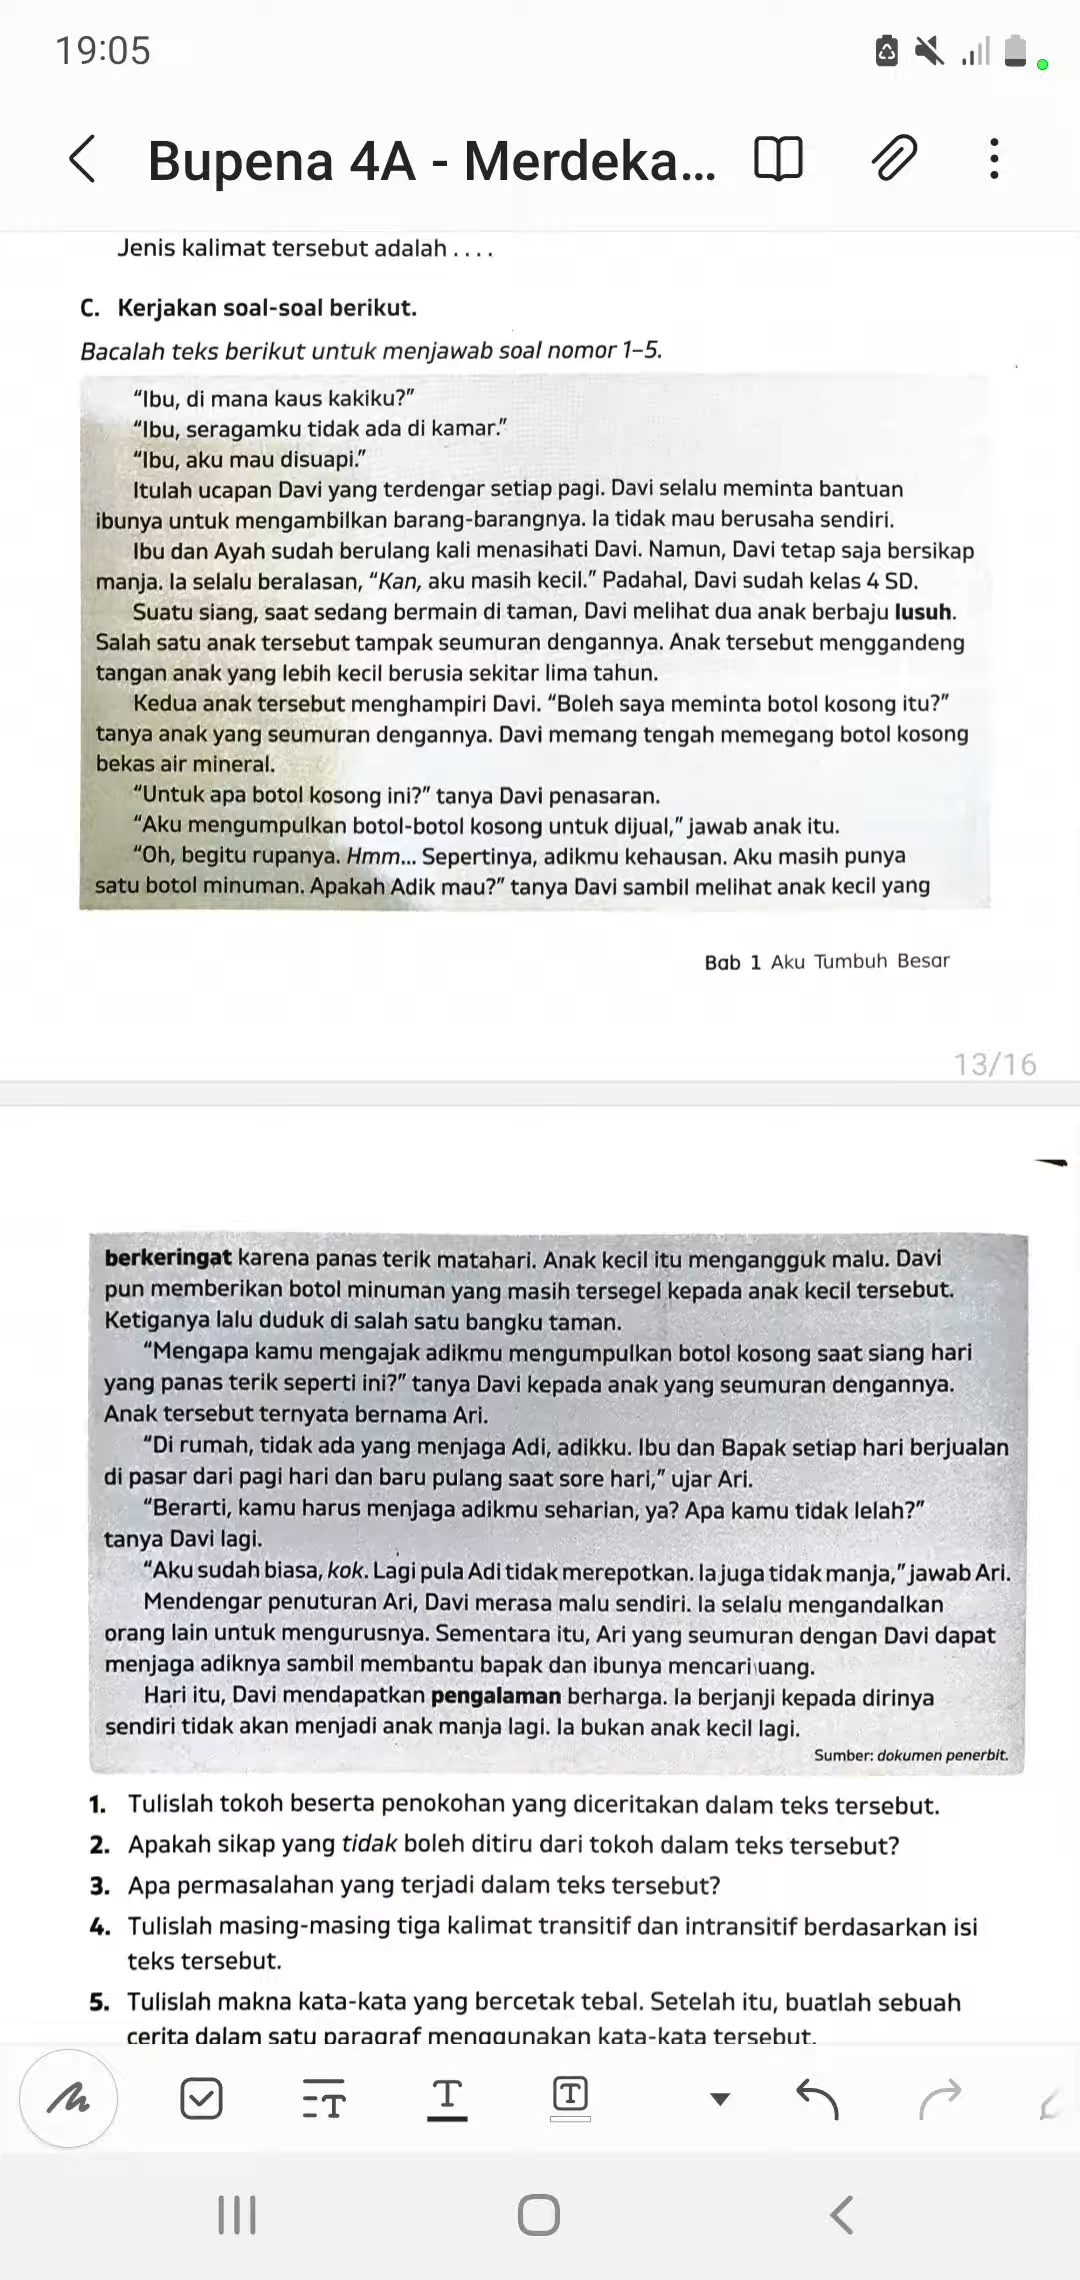 19:05
Bupena 4A - Merdeka...
Jenis kalimat tersebut adalah . . . .
C. Kerjakan soal-soal berikut.
Bacalah teks berikut untuk menjawab soal nomor 1–5.
“Ibu, di mana kaus kakiku?”
“Ibu, seragamku tidak ada di kamar.”
“Ibu, aku mau disuapi.”
Itulah ucapan Davi yang terdengar setiap pagi. Davi selalu meminta bantuan
ibunya untuk mengambilkan barang-barangnya. Ia tidak mau berusaha sendiri.
Ibu dan Ayah sudah berulang kali menasihati Davi. Namun, Davi tetap saja bersikap
manja. Ia selalu beralasan, “Kan, aku masih kecil.” Padahal, Davi sudah kelas 4 SD.
Suatu siang, saat sedang bermain di taman, Davi melihat dua anak berbaju lusuh.
Salah satu anak tersebut tampak seumuran dengannya. Anak tersebut menggandeng
tangan anak yang lebih kecil berusia sekitar lima tahun.
Kedua anak tersebut menghampiri Davi. “Boleh saya meminta botol kosong itu?”
tanya anak yang seumuran dengannya. Davi memang tengah memegang botol kosong
bekas air mineral.
“Untuk apa botol kosong ini?” tanya Davi penasaran.
“Aku mengumpulkan botol-botol kosong untuk dijual,” jawab anak itu.
“Oh, begitu rupanya. Hmm... Sepertinya, adikmu kehausan. Aku masih punya
satu botol minuman. Apakah Adik mau?” tanya Davi sambil melihat anak kecil yang
Bab 1 Aku Tumbuh Besar
13/16
berkeringat karena panas terik matahari. Anak kecil itu mengangguk malu. Davi
pun memberikan botol minuman yang masih tersegel kepada anak kecil tersebut.
Ketiganya lalu duduk di salah satu bangku taman.
“Mengapa kamu mengajak adikmu mengumpulkan botol kosong saat siang hari
yang panas terik seperti ini?” tanya Davi kepada anak yang seumuran dengannya.
Anak tersebut ternyata bernama Ari.
“Di rumah, tidak ada yang menjaga Adi, adikku. Ibu dan Bapak setiap hari berjualan
di pasar dari pagi hari dan baru pulang saat sore hari,” ujar Ari.
“Berarti, kamu harus menjaga adikmu seharian, ya? Apa kamu tidak lelah?”
tanya Davi lagi.
“Aku sudah biasa, kok. Lagi pula Adi tidak merepotkan. Ia juga tidak manja,” jawab Ari.
Mendengar penuturan Ari, Davi merasa malu sendiri. Ia selalu mengandalkan
orang lain untuk mengurusnya. Sementara itu, Ari yang seumuran dengan Davi dapat
menjaga adiknya sambil membantu bapak dan ibunya mencari uang.
Hari itu, Davi mendapatkan pengalaman berharga. Ia berjanji kepada dirinya
sendiri tidak akan menjadi anak manja lagi. Ia bukan anak kecil lagi.
Sumber: dokumen penerbit.
1. Tulislah tokoh beserta penokohan yang diceritakan dalam teks tersebut.
2. Apakah sikap yang tidak boleh ditiru dari tokoh dalam teks tersebut?
3. Apa permasalahan yang terjadi dalam teks tersebut?
4. Tulislah masing-masing tiga kalimat transitif dan intransitif berdasarkan isi
teks tersebut.
5. Tulislah makna kata-kata yang bercetak tebal. Setelah itu, buatlah sebuah
cerita dalam satu paragraf menggunakan kata-kata tersebut.